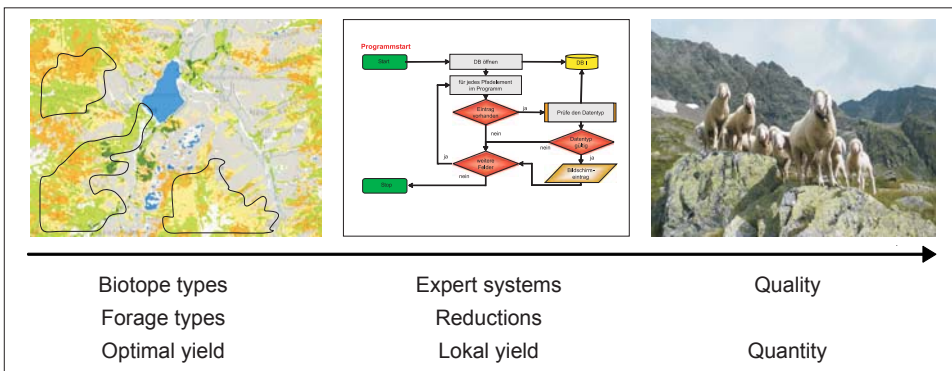 Programmstart
Start
DB öffnen
DB I
für jedes Pfadelement
im Programm
Eintrag
vorhanden
ja
Prüfe den Datentyp
nein
nein
Datentyp
gültig
ja
weitere
Felder
ja
Bildschirm-
eintrag
nein
Stop
Biotope types
Expert systems
Quality
Forage types
Reductions
Optimal yield
Lokal yield
Quantity